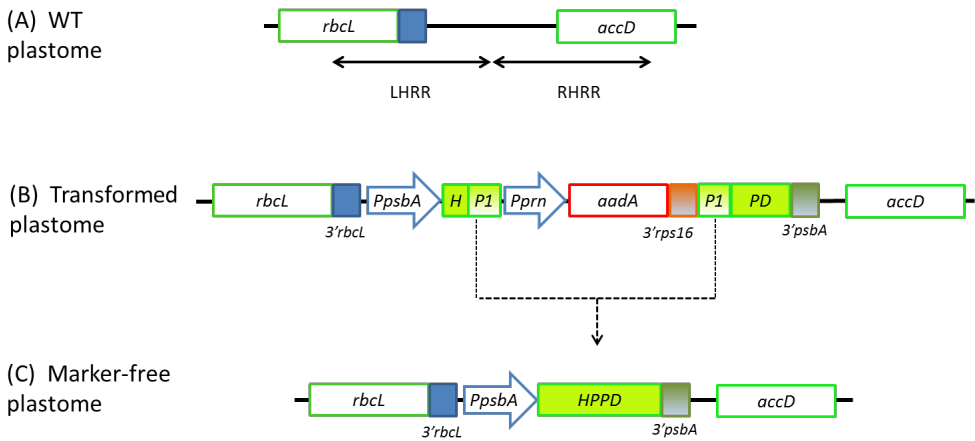 (A) WT
plastome
rbcL
accD
LHRR
RHRR
(B) Transformed
plastome
rbcL
PpsbA
H
P1
Pprn
aadA
P1
PD
accD
3’rbcL
3’rps16
3’psbA
(C) Marker-free
plastome
rbcL
PpsbA
HPPD
accD
3’rbcL
3’psbA